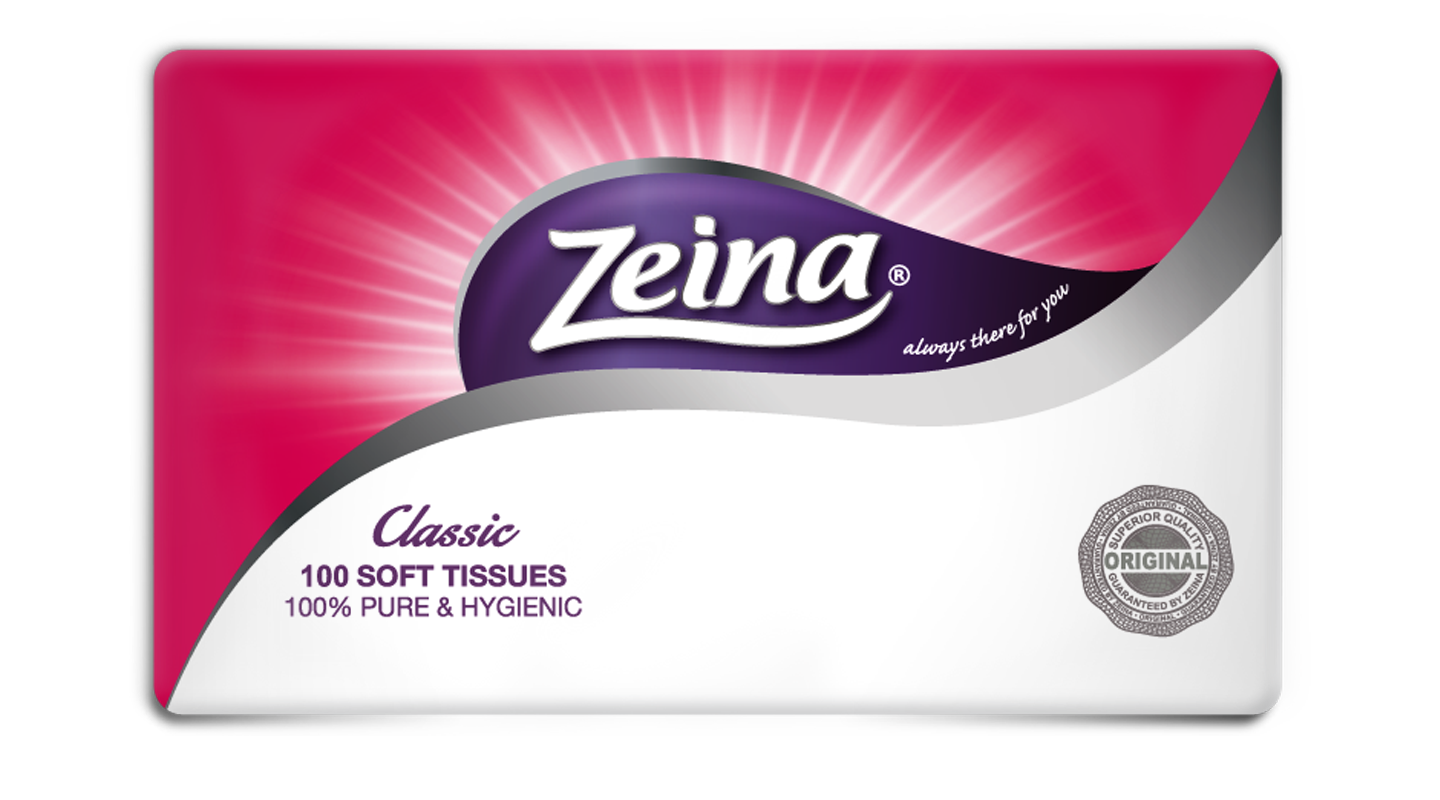 Zeina®
always there for you
Classic
100 SOFT TISSUES
100% PURE & HYGIENIC
SUPERIOR QUALITY
ORIGINAL
GUARANTEED BY ZEINA